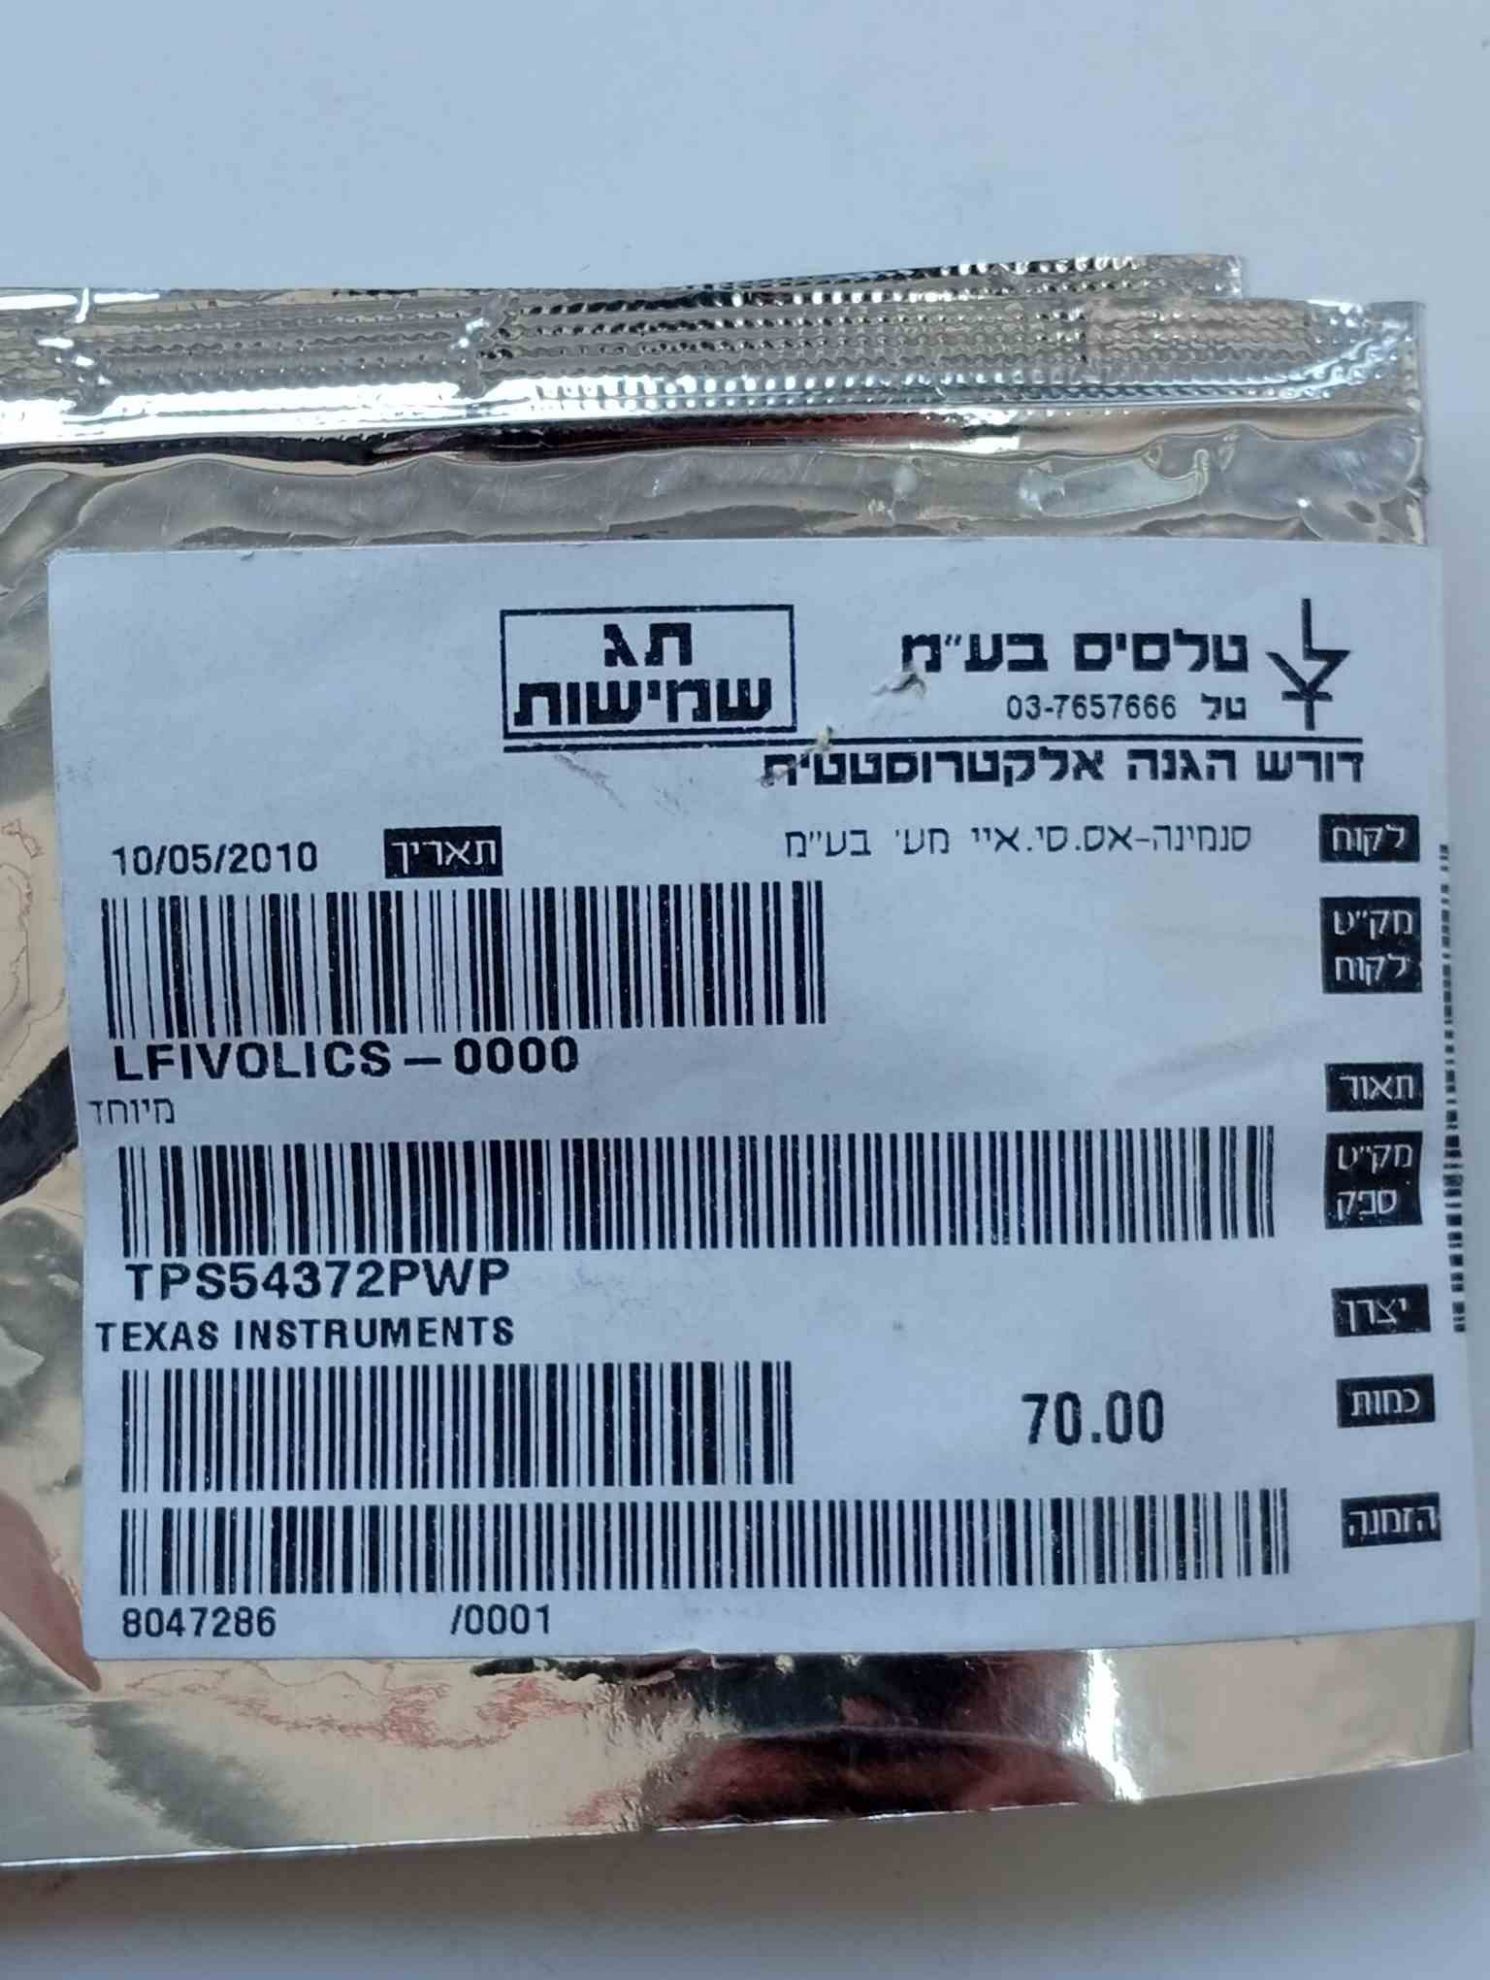 טלסיס בע״מ
טל 03-7657666
תג
שמישות
דורש הגנה אלקטרוסטטית
לקוח סנמינה-אס.סי.איי מע' בע"מ
תאריך 10/05/2010
מק״ט
לקוח
LFIVOLICS-0000
תאור מיוחד
מק״ט
ספק
TPS54372PWP
יצרן TEXAS INSTRUMENTS
כמות 70.00
הזמנה
8047286 /0001